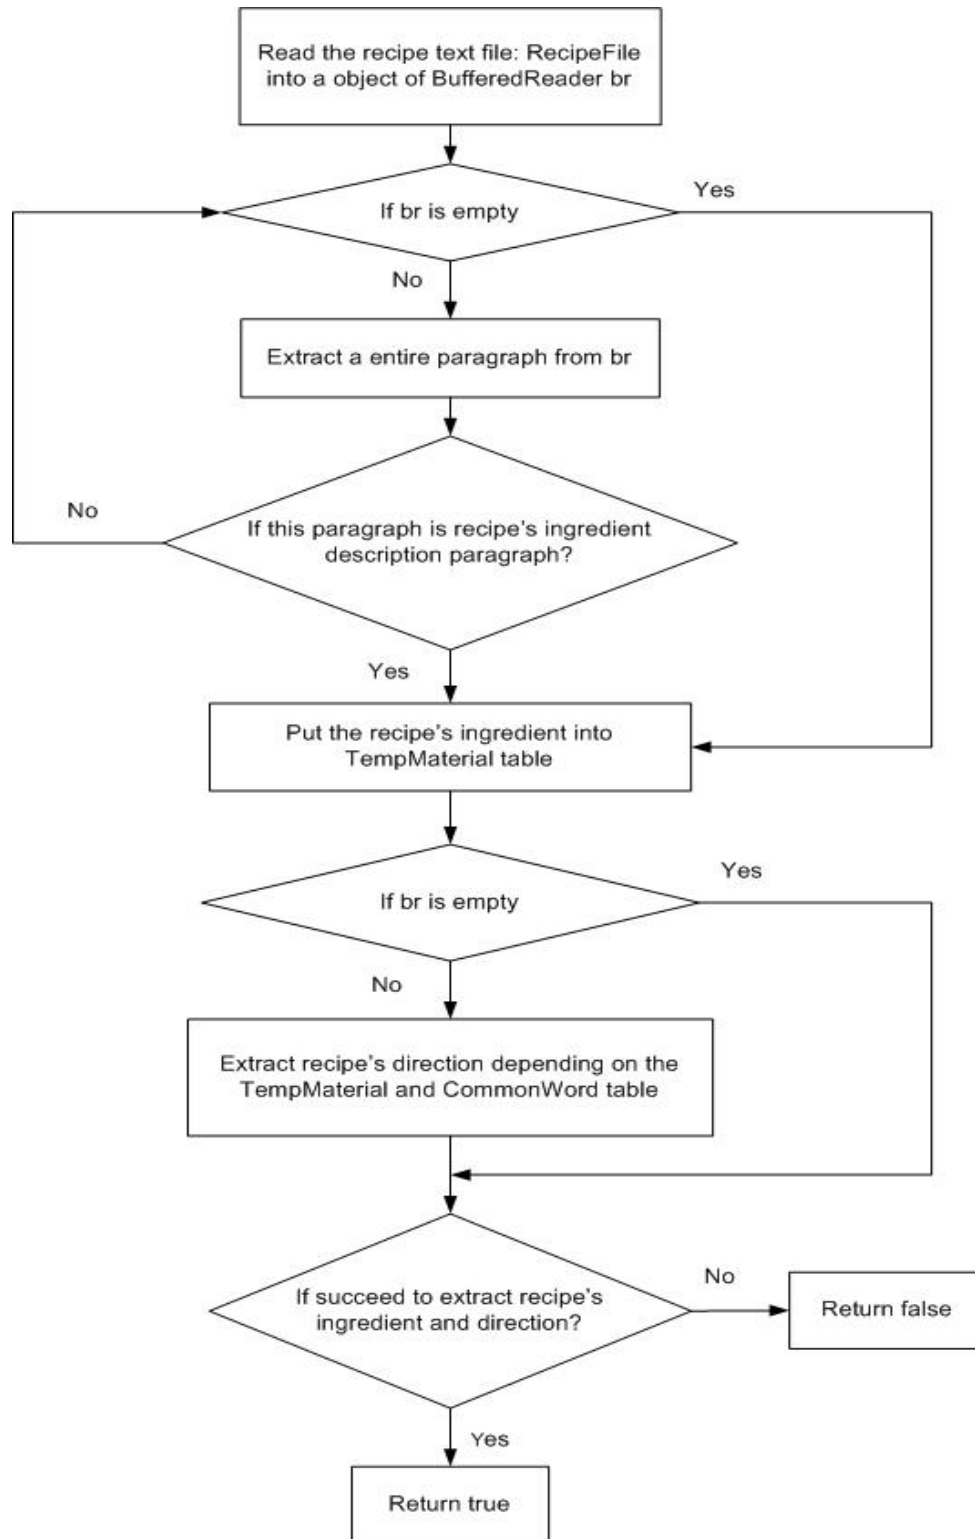 Read the recipe text file: RecipeFile
into a object of BufferedReader br
Yes
If br is empty
No
Extract a entire paragraph from br
No
If this paragraph is recipe's ingredient
description paragraph?
Yes
Put the recipe's ingredient into
TempMaterial table
Yes
If br is empty
No
Extract recipe's direction depending on the
TempMaterial and CommonWord table
No
If succeed to extract recipe's
ingredient and direction?
Return false
Yes
Return true